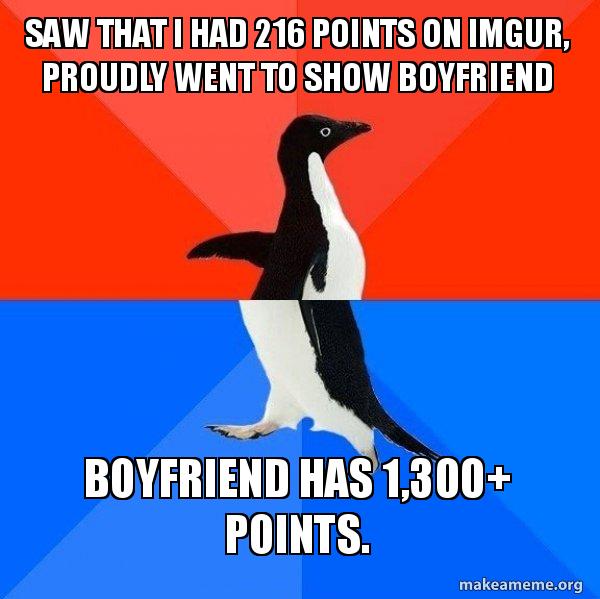 SAW THAT I HAD 216 POINTS ON IMGUR,
PROUDLY WENT TO SHOW BOYFRIEND
BOYFRIEND HAS 1,300+
POINTS.
makeameme.org